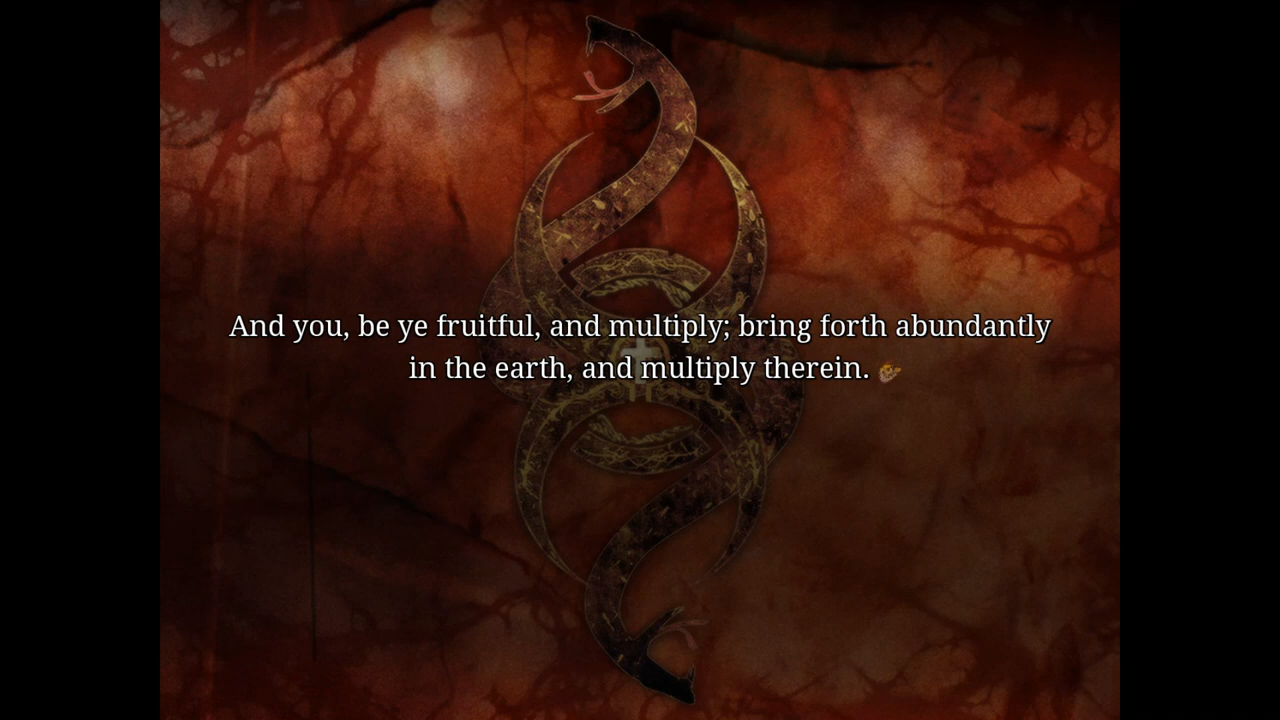 And you, be ye fruitful, and multiply; bring forth abundantly
in the earth, and multiply therein.